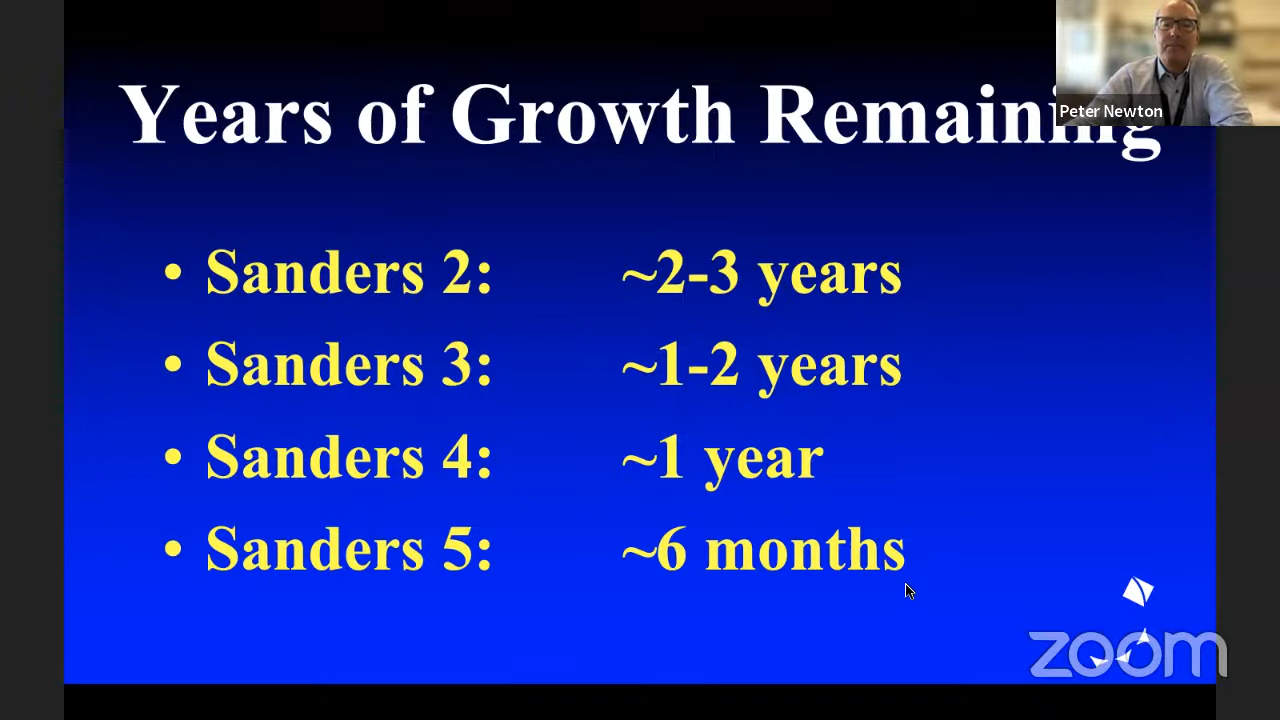 Years of Growth Remaining
Peter Newton
• Sanders 2: ~2-3 years
• Sanders 3: ~1-2 years
• Sanders 4: ~1 year
• Sanders 5: ~6 months
zoom